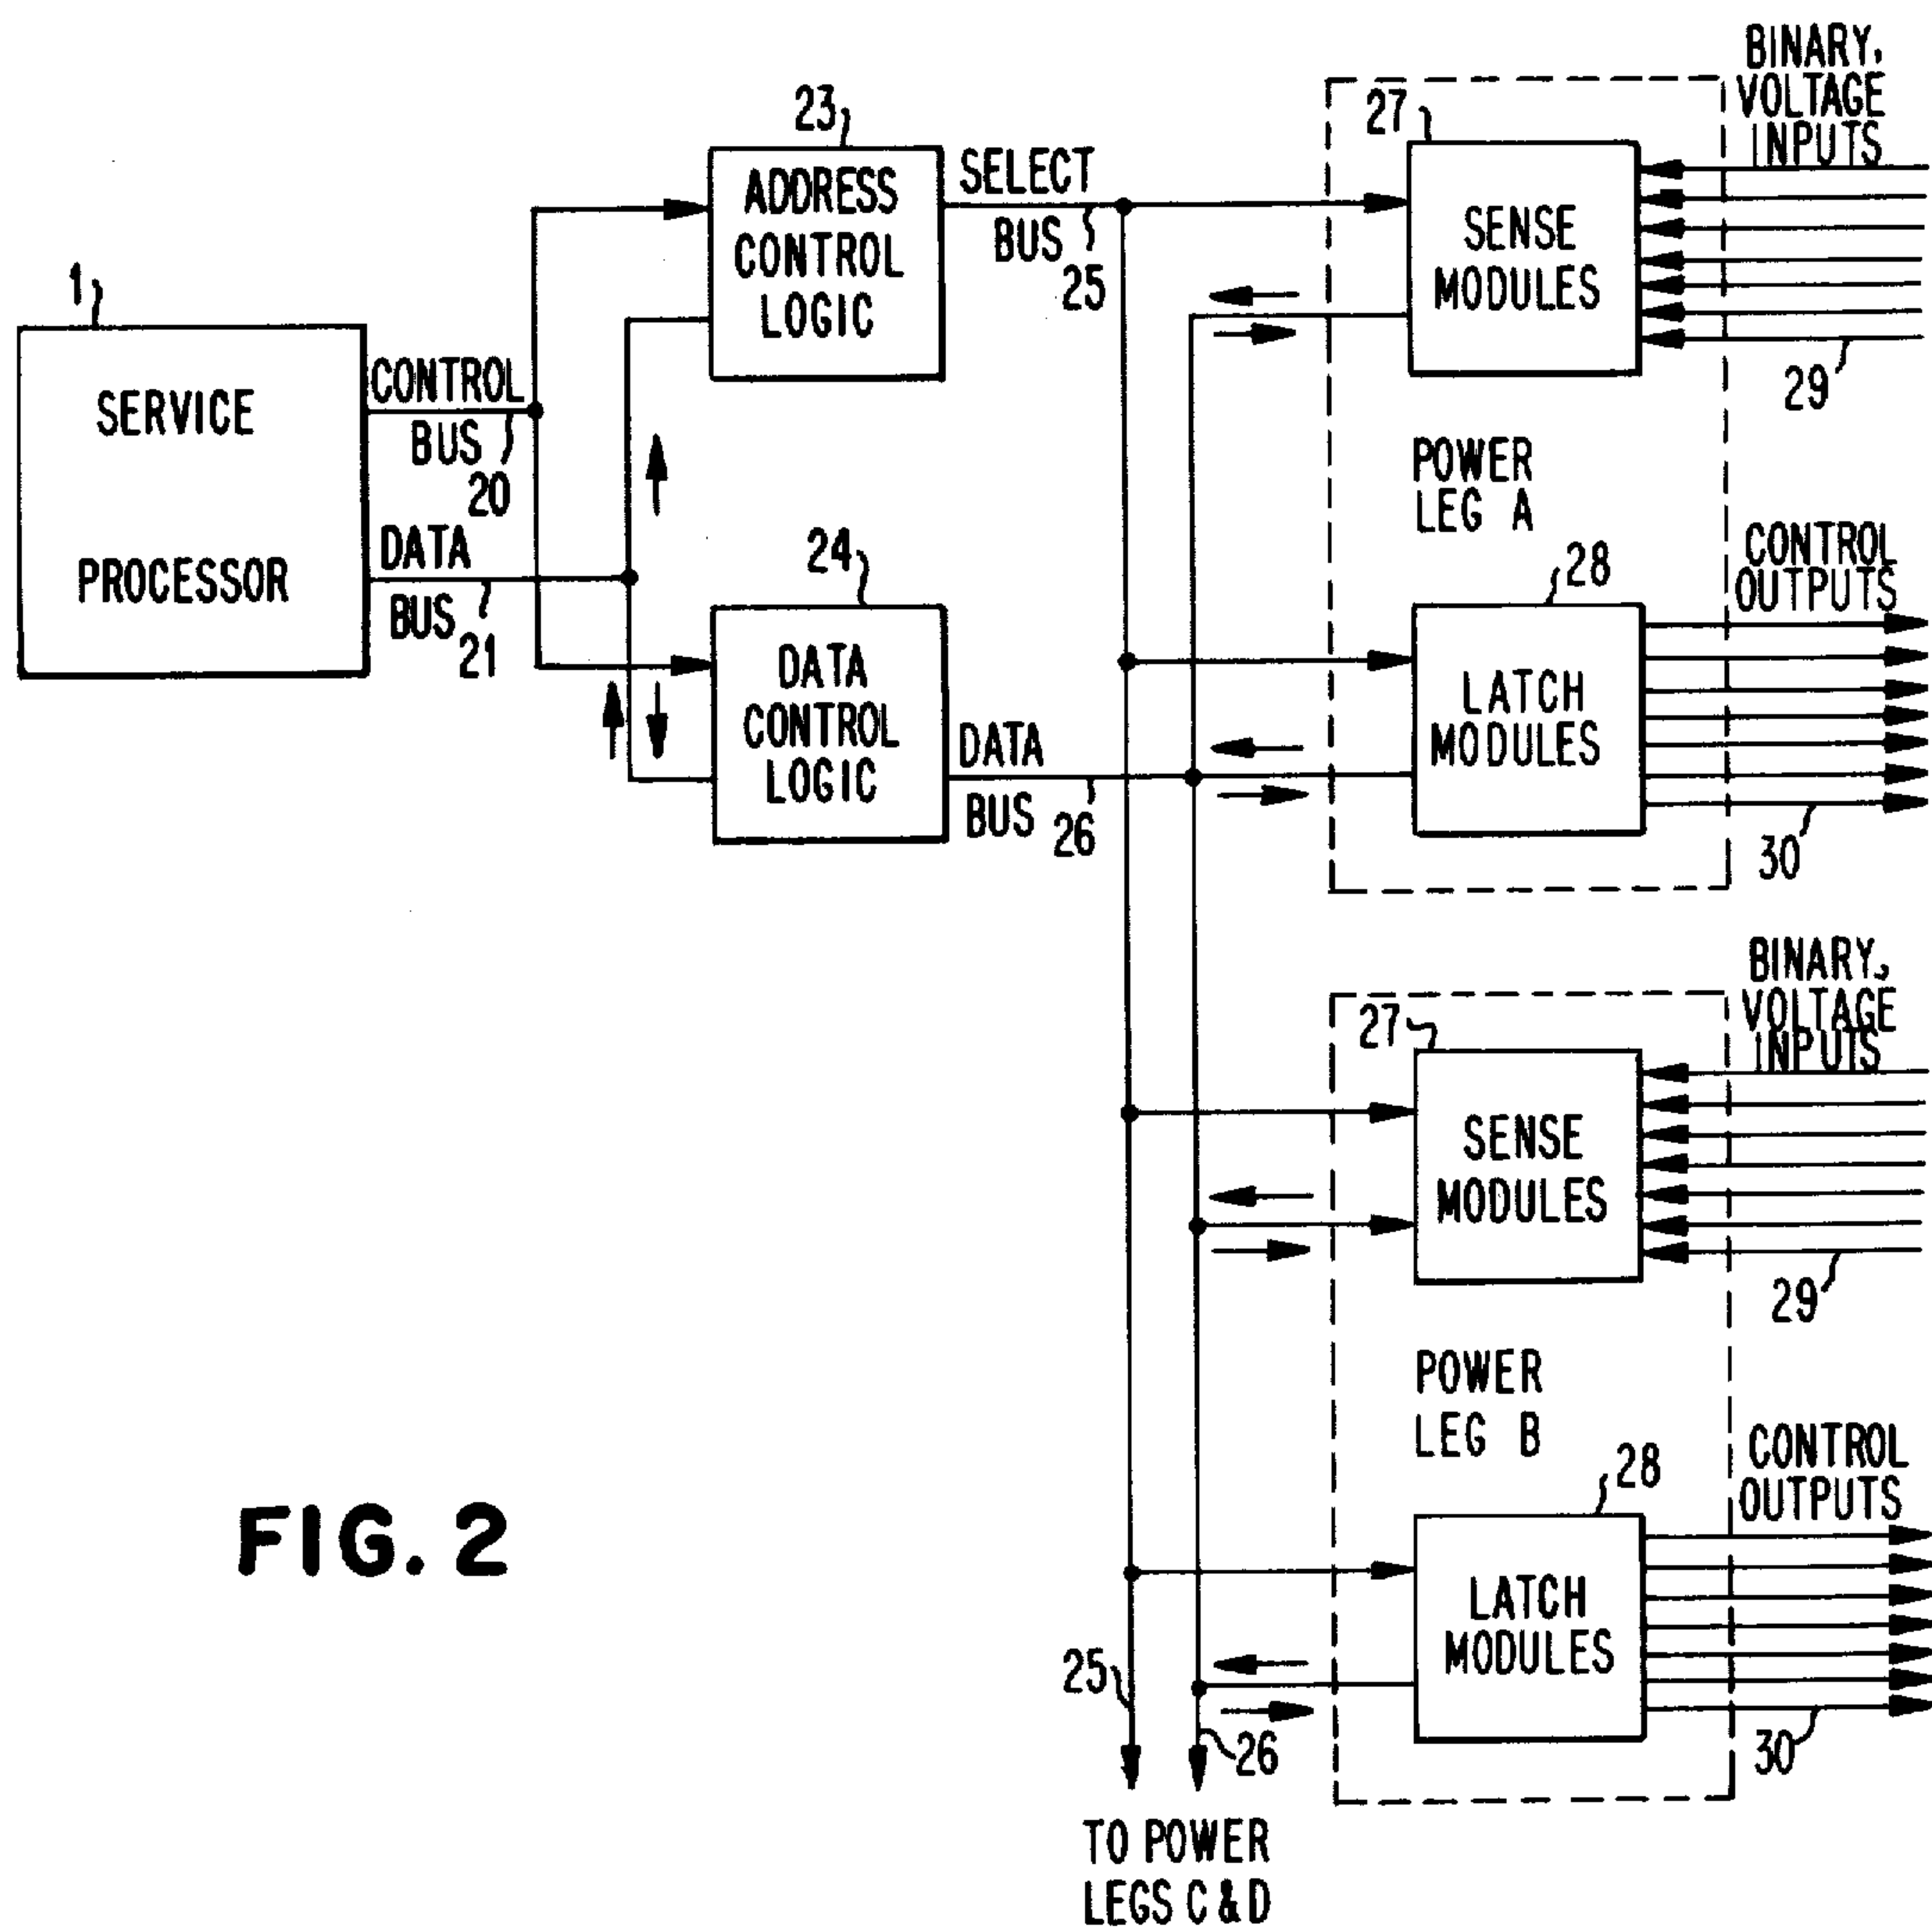 1
SERVICE
PROCESSOR
CONTROL
BUS
20
DATA
BUS
21
23
ADDRESS
CONTROL
LOGIC
24
DATA
CONTROL
LOGIC
SELECT
BUS
25
DATA
BUS
26
27
SENSE
MODULES
BINARY,
VOLTAGE
INPUTS
29
POWER
LEG A
28
LATCH
MODULES
CONTROL
OUTPUTS
30
27
SENSE
MODULES
BINARY,
VOLTAGE
INPUTS
29
POWER
LEG B
28
LATCH
MODULES
CONTROL
OUTPUTS
30
25
26
TO POWER
LEGS C & D
FIG. 2